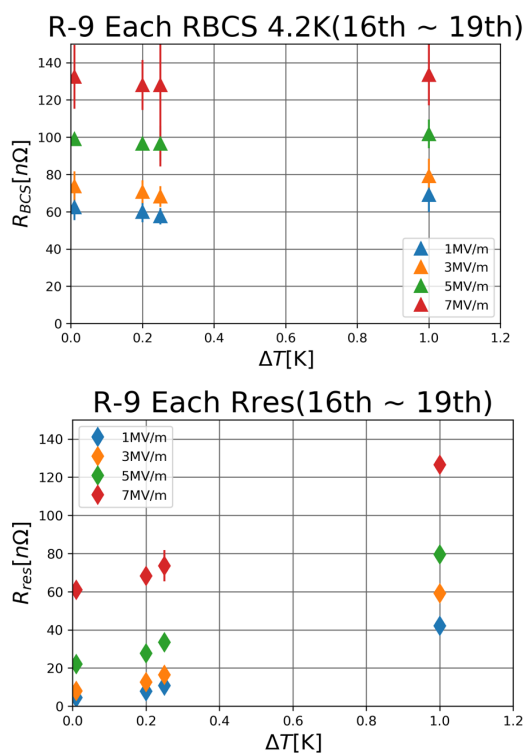 R-9 Each RBCS 4.2K(16th ~ 19th)
140
120
100
80
60
40
20
0
R_BCS[nΩ]
1MV/m
3MV/m
5MV/m
7MV/m
0.0 0.2 0.4 0.6 0.8 1.0 1.2
ΔT[K]
R-9 Each Rres(16th ~ 19th)
140
120
100
80
60
40
20
0
R_res[nΩ]
1MV/m
3MV/m
5MV/m
7MV/m
0.0 0.2 0.4 0.6 0.8 1.0 1.2
ΔT[K]